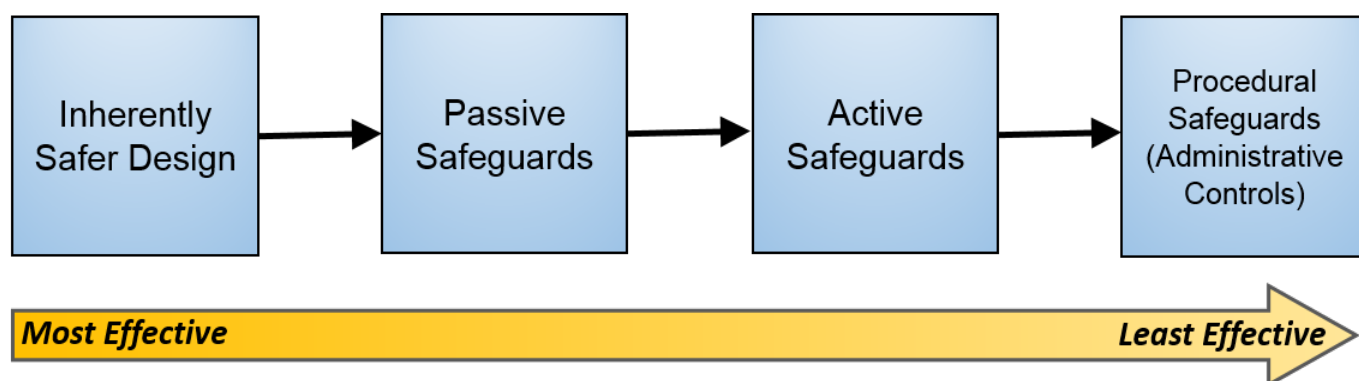 Inherently
Safer Design
Passive
Safeguards
Active
Safeguards
Procedural
Safeguards
(Administrative
Controls)
Most Effective
Least Effective